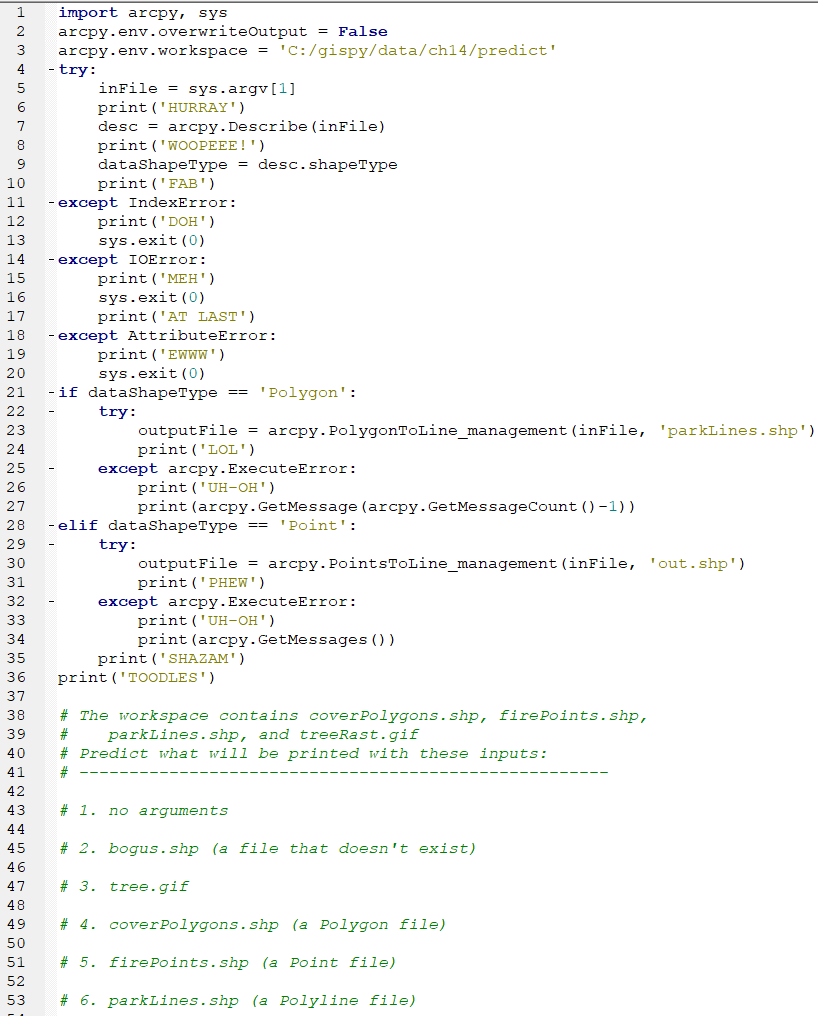 1 import arcpy, sys
2 arcpy.env.overwriteOutput = False
3 arcpy.env.workspace = 'C:/gispy/data/ch14/predict'
4 -try:
5     inFile = sys.argv[1]
6     print('HURRAY')
7     desc = arcpy.Describe(inFile)
8     print('WOOPEEE!')
9     dataShapeType = desc.shapeType
10     print('FAB')
11 -except IndexError:
12     print('DOH')
13     sys.exit(0)
14 -except IOError:
15     print('MEH')
16     sys.exit(0)
17     print('AT LAST')
18 -except AttributeError:
19     print('EWWW')
20     sys.exit(0)
21 -if dataShapeType == 'Polygon':
22 -    try:
23         outputFile = arcpy.PolygonToLine_management(inFile, 'parkLines.shp')
24         print('LOL')
25 -    except arcpy.ExecuteError:
26         print('UH-OH')
27         print(arcpy.GetMessage(arcpy.GetMessageCount()-1))
28 -elif dataShapeType == 'Point':
29 -    try:
30         outputFile = arcpy.PointsToLine_management(inFile, 'out.shp')
31         print('PHEW')
32 -    except arcpy.ExecuteError:
33         print('UH-OH')
34         print(arcpy.GetMessages())
35     print('SHAZAM')
36 print('TOODLES')
37
38 # The workspace contains coverPolygons.shp, firePoints.shp,
39 #    parkLines.shp, and treeRast.gif
40 # Predict what will be printed with these inputs:
41 # -----------------------------------------------------
42
43 # 1. no arguments
44
45 # 2. bogus.shp (a file that doesn't exist)
46
47 # 3. tree.gif
48
49 # 4. coverPolygons.shp (a Polygon file)
50
51 # 5. firePoints.shp (a Point file)
52
53 # 6. parkLines.shp (a Polyline file)